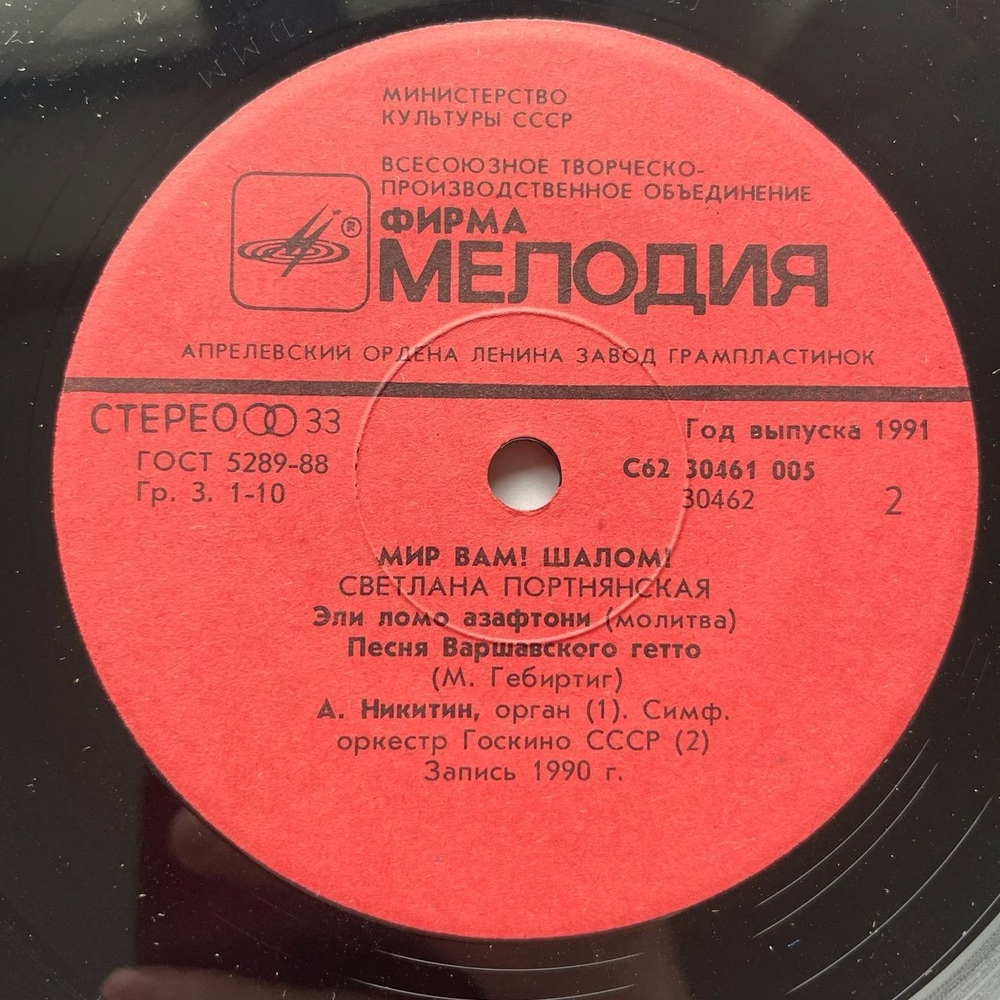 МИНИСТЕРСТВО
КУЛЬТУРЫ СССР
ВСЕСОЮЗНОЕ ТВОРЧЕСКО-
ПРОИЗВОДСТВЕННОЕ ОБЪЕДИНЕНИЕ
ФИРМА
®
МЕЛОДИЯ
АПРЕЛЕВСКИЙ ОРДЕНА ЛЕНИНА ЗАВОД ГРАМПЛАСТИНОК
СТЕРЕО 33
Год выпуска 1991
ГОСТ 5289-88
С62 30461 005
Гр. 3. 1-10
30462
2
МИР ВАМ! ШАЛОМ!
СВЕТЛАНА ПОРТНЯНСКАЯ
Эли ломо азафтони (молитва)
Песня Варшавского гетто
(М. Гебиртиг)
А. Никитин, орган (1). Симф.
оркестр Госкино СССР (2)
Запись 1990 г.